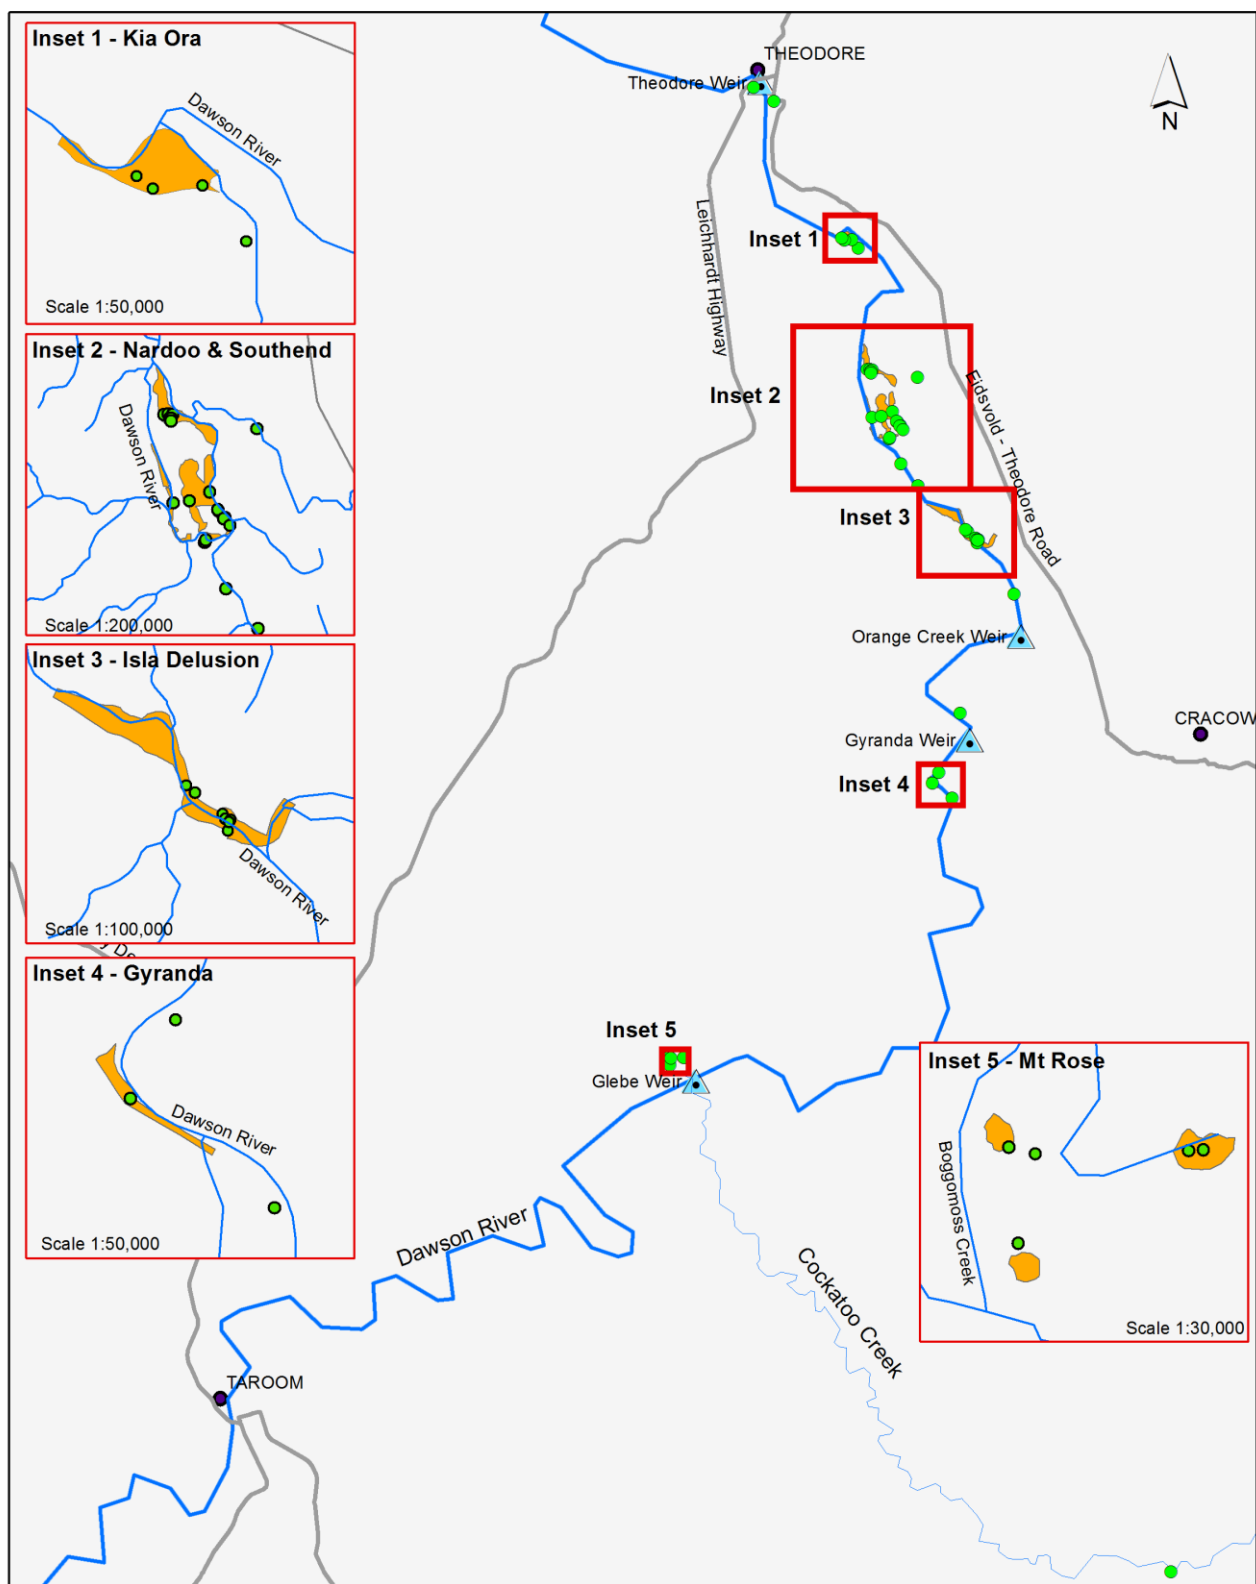 Inset 1 - Kia Ora
Dawson River
Scale 1:50,000
Inset 2 - Nardoo & Southend
Dawson River
Scale 1:200,000
Inset 3 - Isla Delusion
Dawson River
Scale 1:100,000
Inset 4 - Gyranda
Dawson River
Scale 1:50,000
THEODORE
Theodore Weir
N
Leichhardt Highway
Inset 1
Inset 2
Eidsvold - Theodore Road
Inset 3
Orange Creek Weir
CRACOW
Gyranda Weir
Inset 4
Inset 5
Glebe Weir
Inset 5 - Mt Rose
Boggomoss Creek
Scale 1:30,000
Dawson River
Cockatoo Creek
TAROOM